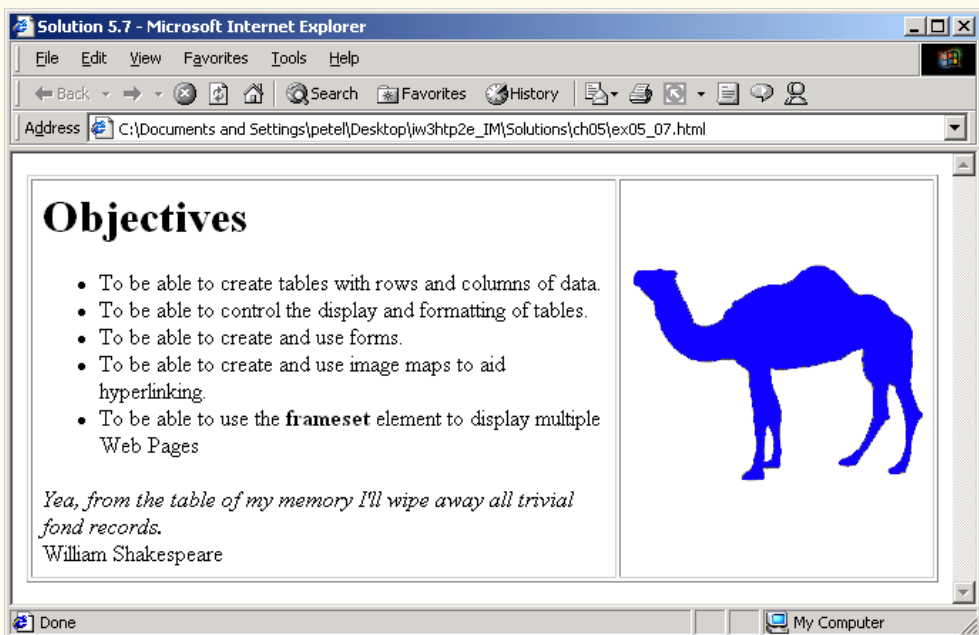 Solution 5.7 - Microsoft Internet Explorer
File Edit View Favorites Tools Help
Back Search Favorites History
Address C:\Documents and Settings\petel\Desktop\iw3htp2e_IM\Solutions\ch05\ex05_07.html
Objectives
• To be able to create tables with rows and columns of data.
• To be able to control the display and formatting of tables.
• To be able to create and use forms.
• To be able to create and use image maps to aid
hyperlinking.
• To be able to use the frameset element to display multiple
Web Pages
Yea, from the table of my memory I'll wipe away all trivial
fond records.
William Shakespeare
Done My Computer